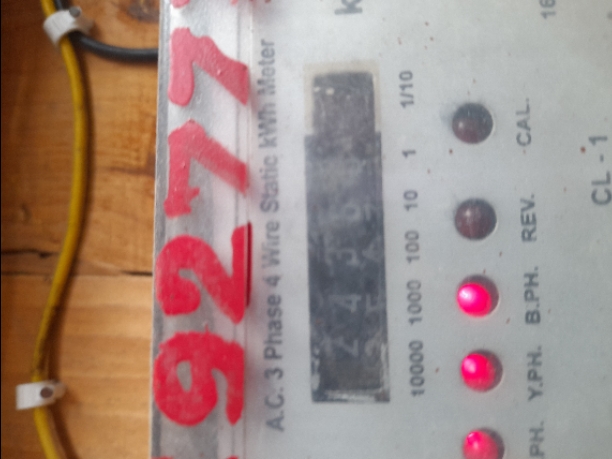 9277
A.C. 3 Phase 4 Wire Static kWh Meter
10000 1000 100 10 1 1/10
PH. Y.PH. B.PH. REV. CAL.
CL - 1